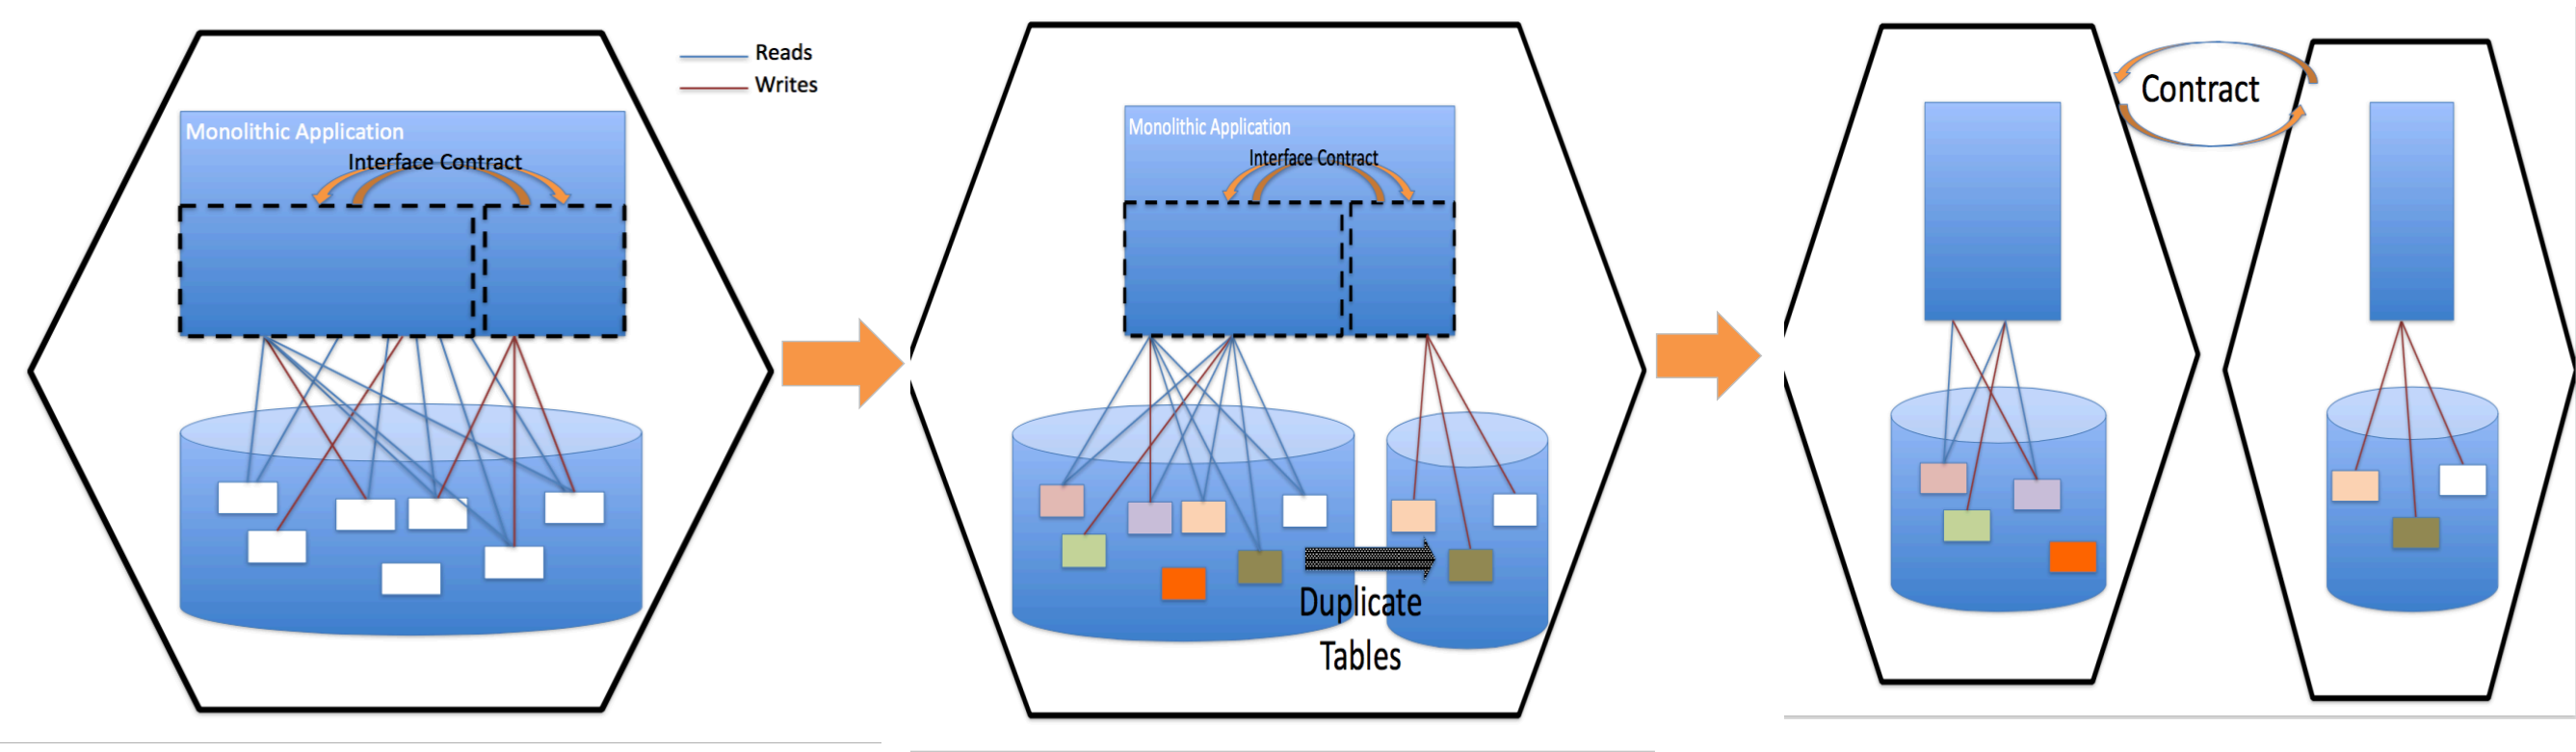 Reads
Writes
Monolithic Application
Interface Contract
Monolithic Application
Interface Contract
Duplicate
Tables
Contract